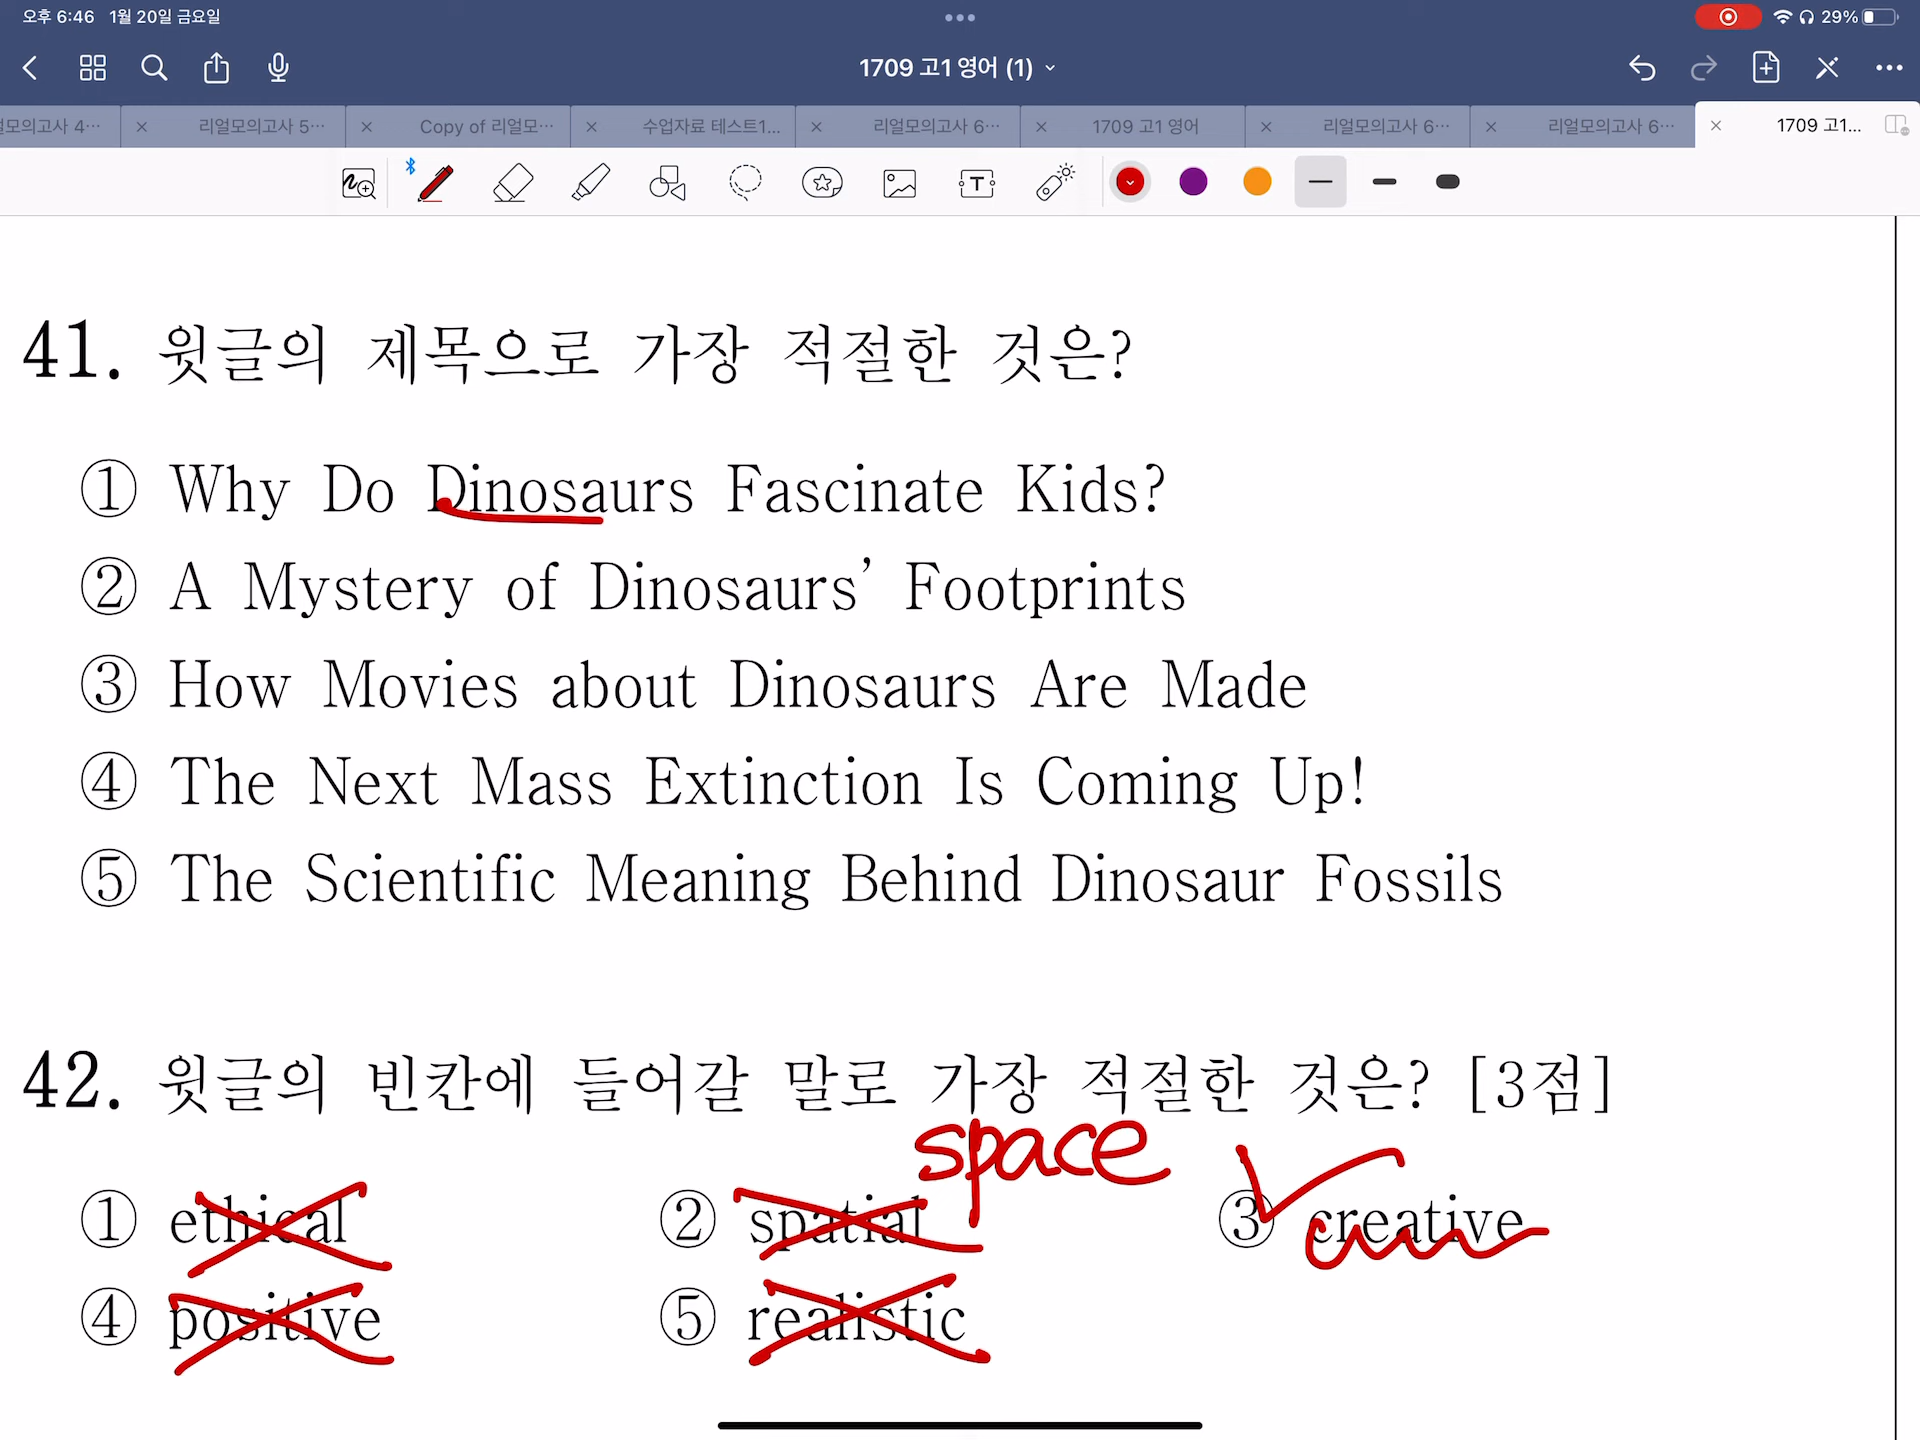 오후 6:46 1월 20일 금요일
29%
1709 고1 영어 (1)
얼모의고사 4…
리얼모의고사 5…
Copy of 리얼모…
수업자료 테스트1...
리얼모의고사 6…
1709 고1 영어
리얼모의고사 6…
리얼모의고사 6…
1709 고1...
41. 윗글의 제목으로 가장 적절한 것은?
① Why Do Dinosaurs Fascinate Kids?
② A Mystery of Dinosaurs’ Footprints
③ How Movies about Dinosaurs Are Made
④ The Next Mass Extinction Is Coming Up!
⑤ The Scientific Meaning Behind Dinosaur Fossils
42. 윗글의 빈칸에 들어갈 말로 가장 적절한 것은? [3점]
space
① ethical ② spatial ③ creative
④ positive ⑤ realistic